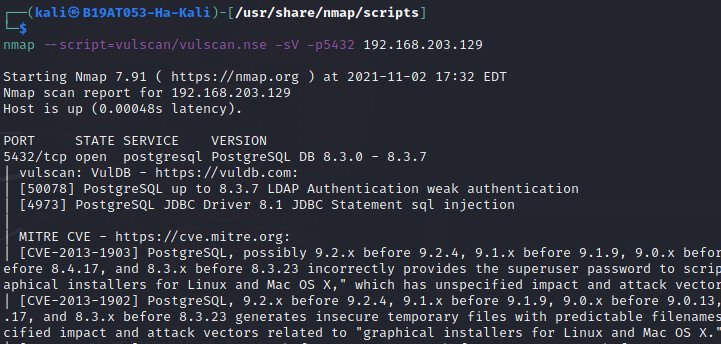 ┌──(kali㉿B19AT053-Ha-Kali)-[/usr/share/nmap/scripts]
└─$
nmap --script=vulscan/vulscan.nse -sV -p5432 192.168.203.129
Starting Nmap 7.91 ( https://nmap.org ) at 2021-11-02 17:32 EDT
Nmap scan report for 192.168.203.129
Host is up (0.00048s latency).
PORT     STATE SERVICE    VERSION
5432/tcp open  postgresql PostgreSQL DB 8.3.0 - 8.3.7
| vulscan: VulDB - https://vuldb.com:
| [50078] PostgreSQL up to 8.3.7 LDAP Authentication weak authentication
| [4973] PostgreSQL JDBC Driver 8.1 JDBC Statement sql injection
|
| MITRE CVE - https://cve.mitre.org:
| [CVE-2013-1903] PostgreSQL, possibly 9.2.x before 9.2.4, 9.1.x before 9.1.9, 9.0.x befor
efore 8.4.17, and 8.3.x before 8.3.23 incorrectly provides the superuser password to scrip
aphical installers for Linux and Mac OS X," which has unspecified impact and attack vector
| [CVE-2013-1902] PostgreSQL, 9.2.x before 9.2.4, 9.1.x before 9.1.9, 9.0.x before 9.0.13,
.17, and 8.3.x before 8.3.23 generates insecure temporary files with predictable filenames
cified impact and attack vectors related to "graphical installers for Linux and Mac OS X."